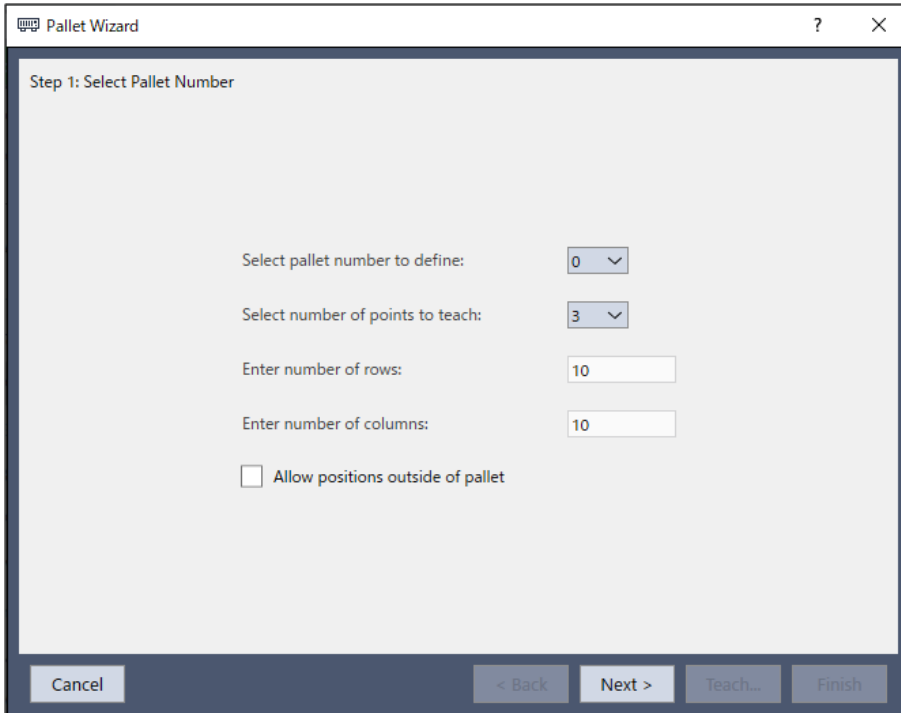 Pallet Wizard
?
Step 1: Select Pallet Number
Select pallet number to define: 0
Select number of points to teach: 3
Enter number of rows: 10
Enter number of columns: 10
Allow positions outside of pallet
Cancel < Back Next > Teach... Finish